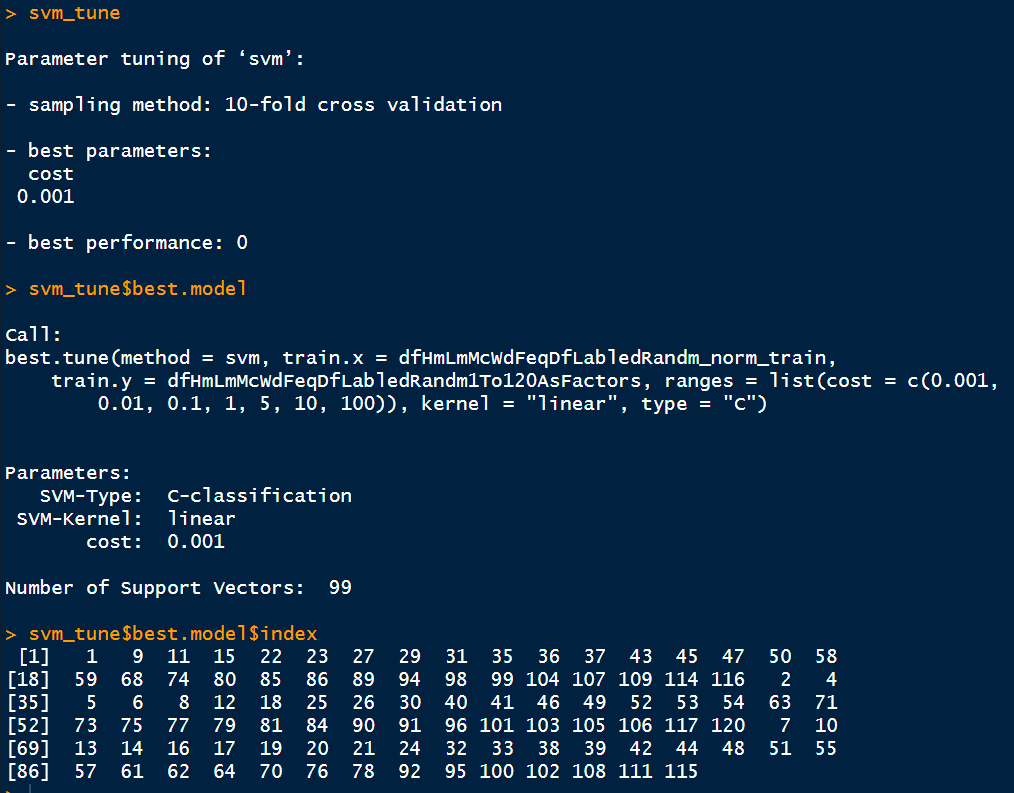 > svm_tune
Parameter tuning of ‘svm’:
- sampling method: 10-fold cross validation
- best parameters:
  cost
 0.001
- best performance: 0
> svm_tune$best.model
Call:
best.tune(method = svm, train.x = dfHmLmMcWdFeqDfLabledRandm_norm_train,
    train.y = dfHmLmMcWdFeqDfLabledRandm1To120AsFactors, ranges = list(cost = c(0.001,
        0.01, 0.1, 1, 5, 10, 100)), kernel = "linear", type = "C")
Parameters:
   SVM-Type:  C-classification
 SVM-Kernel:  linear
       cost:  0.001
Number of Support Vectors:  99
> svm_tune$best.model$index
 [1]   1   9  11  15  22  23  27  29  31  35  36  37  43  45  47  50  58
[18]  59  68  74  80  85  86  89  94  98  99 104 107 109 114 116   2   4
[35]   5   6   8  12  18  25  26  30  40  41  46  49  52  53  54  63  71
[52]  73  75  77  79  81  84  90  91  96 101 103 105 106 117 120   7  10
[69]  13  14  16  17  19  20  21  24  32  33  38  39  42  44  48  51  55
[86]  57  61  62  64  70  76  78  92  95 100 102 108 111 115
>